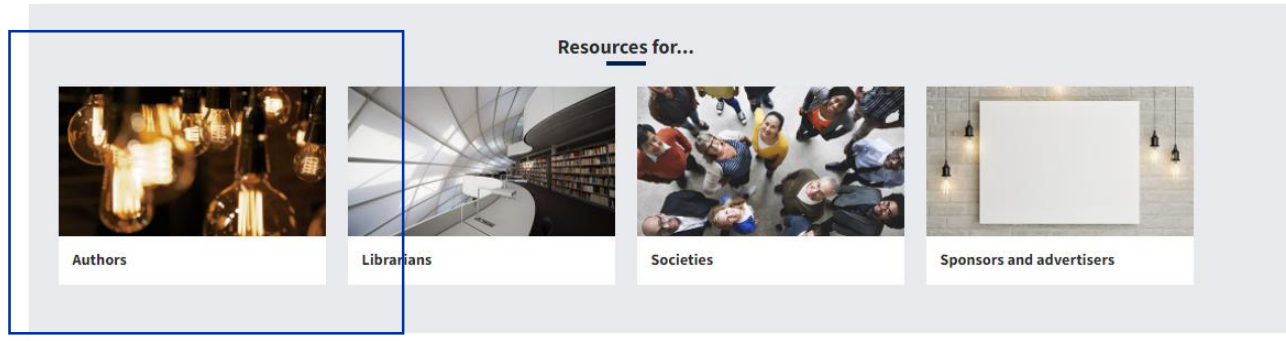 Resources for...
Authors
Librarians
Societies
Sponsors and advertisers